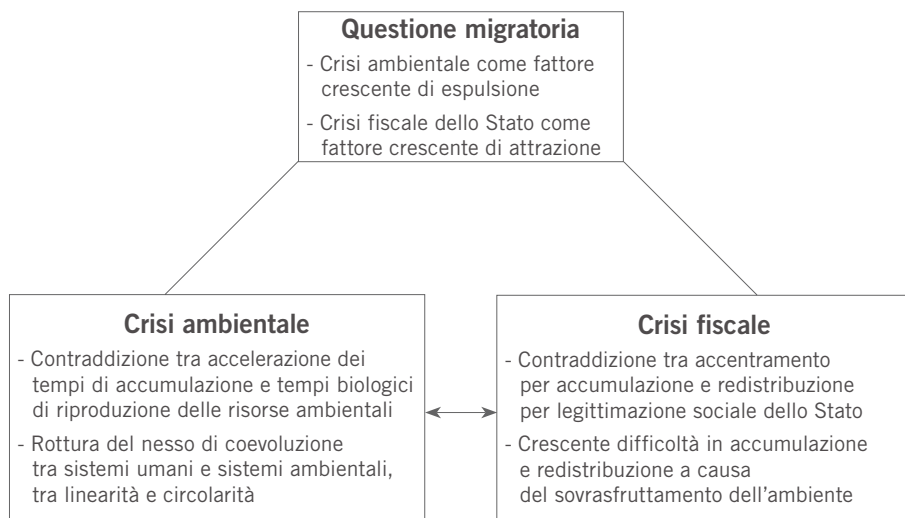 Questione migratoria
- Crisi ambientale come fattore
crescente di espulsione
- Crisi fiscale dello Stato come
fattore crescente di attrazione
Crisi ambientale
- Contraddizione tra accelerazione dei
tempi di accumulazione e tempi biologici
di riproduzione delle risorse ambientali
- Rottura del nesso di coevoluzione
tra sistemi umani e sistemi ambientali,
tra linearità e circolarità
Crisi fiscale
- Contraddizione tra accentramento
per accumulazione e redistribuzione
per legittimazione sociale dello Stato
- Crescente difficoltà in accumulazione
e redistribuzione a causa
del sovrasfruttamento dell’ambiente